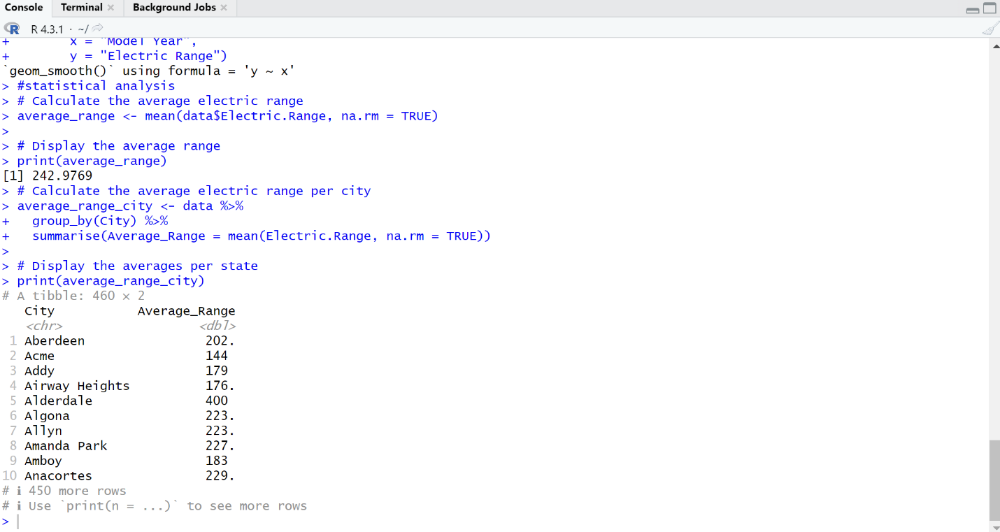 Console Terminal × Background Jobs ×
R R 4.3.1 · ~/
+ x = "Model Year",
+ y = "Electric Range")
`geom_smooth()` using formula = 'y ~ x'
> #statistical analysis
> # Calculate the average electric range
> average_range <- mean(data$Electric.Range, na.rm = TRUE)
>
> # Display the average range
> print(average_range)
[1] 242.9769
> # Calculate the average electric range per city
> average_range_city <- data %>%
+ group_by(City) %>%
+ summarise(Average_Range = mean(Electric.Range, na.rm = TRUE))
>
> # Display the averages per state
> print(average_range_city)
# A tibble: 460 × 2
City Average_Range
<chr> <dbl>
1 Aberdeen 202.
2 Acme 144
3 Addy 179
4 Airway Heights 176.
5 Alderdale 400
6 Algona 223.
7 Allyn 223.
8 Amanda Park 227.
9 Amboy 183
10 Anacortes 229.
# ℹ 450 more rows
# ℹ Use `print(n = ...)` to see more rows
>